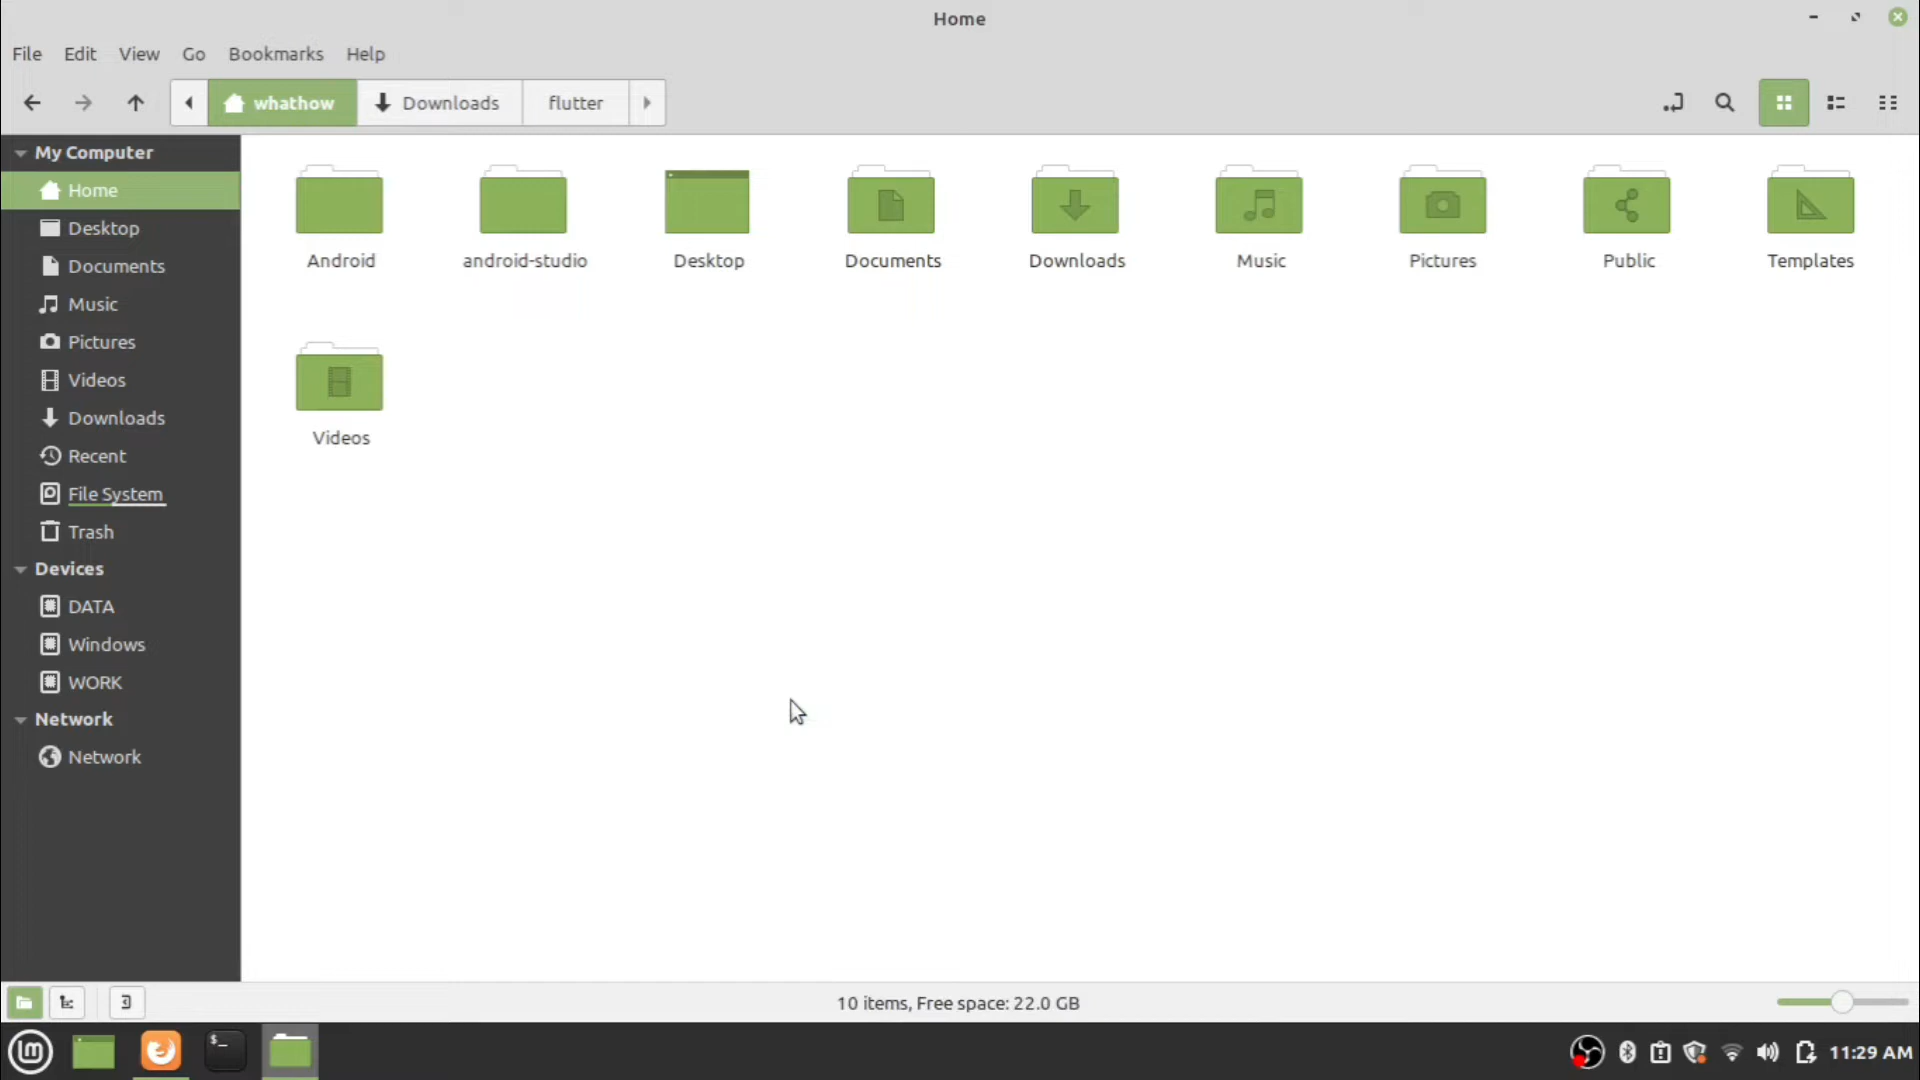 Home
File Edit View Go Bookmarks Help
whathow Downloads flutter
My Computer
Home
Desktop
Documents
Music
Pictures
Videos
Downloads
Recent
File System
Trash
Devices
DATA
Windows
WORK
Network
Network
Android android-studio Desktop Documents Downloads Music Pictures Public Templates
Videos
10 items, Free space: 22.0 GB
$_
11:29 AM